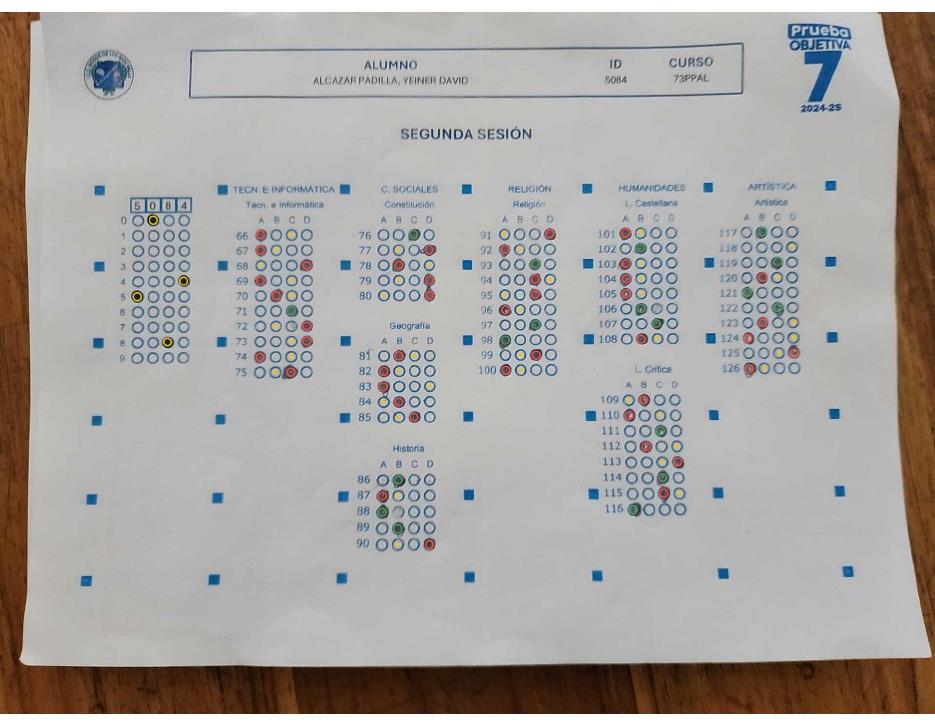 Prueba
OBJETIVA
7
2024-2S
ALUMNO ID CURSO
ALCAZAR PADILLA, YEINER DAVID 5084 73PPAL
SEGUNDA SESIÓN
5 0 8 4
0
1
2
3
4
5
6
7
8
9
TECN. E INFORMÁTICA
Tecn. e Informática
A B C D
66
67
68
69
70
71
72
73
74
75
C. SOCIALES
Constitución
A B C D
76
77
78
79
80
Geografía
A B C D
81
82
83
84
85
Historia
A B C D
86
87
88
89
90
RELIGIÓN
Religión
A B C D
91
92
93
94
95
96
97
98
99
100
HUMANIDADES
L. Castellana
A B C D
101
102
103
104
105
106
107
108
L. Crítica
A B C D
109
110
111
112
113
114
115
116
ARTÍSTICA
Artística
A B C D
117
118
119
120
121
122
123
124
125
126